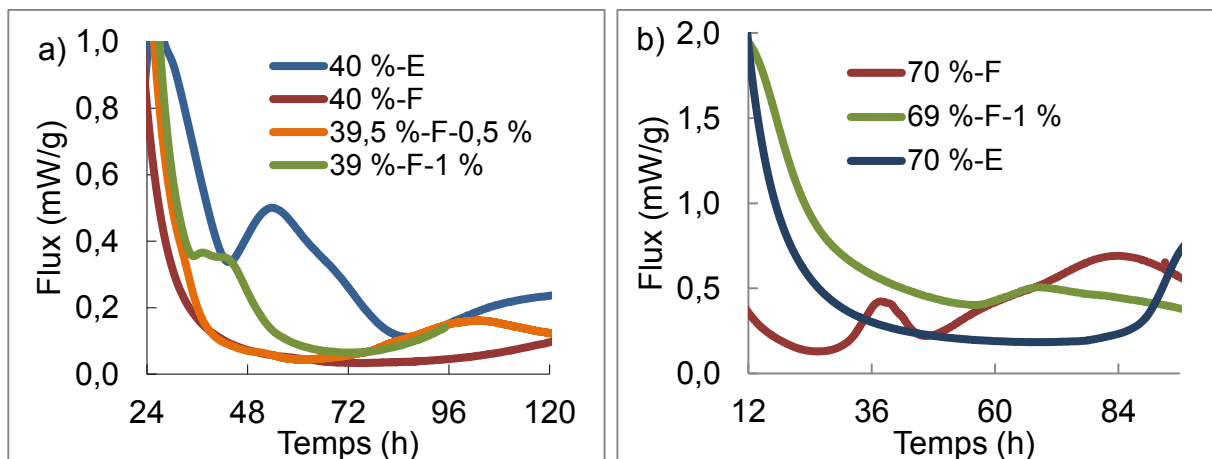 a)
Flux (mW/g)
1,0
0,8
0,6
0,4
0,2
0,0
40 %-E
40 %-F
39,5 %-F-0,5 %
39 %-F-1 %
24 48 72 96 120
Temps (h)
b)
Flux (mW/g)
2,0
1,5
1,0
0,5
0,0
70 %-F
69 %-F-1 %
70 %-E
12 36 60 84
Temps (h)